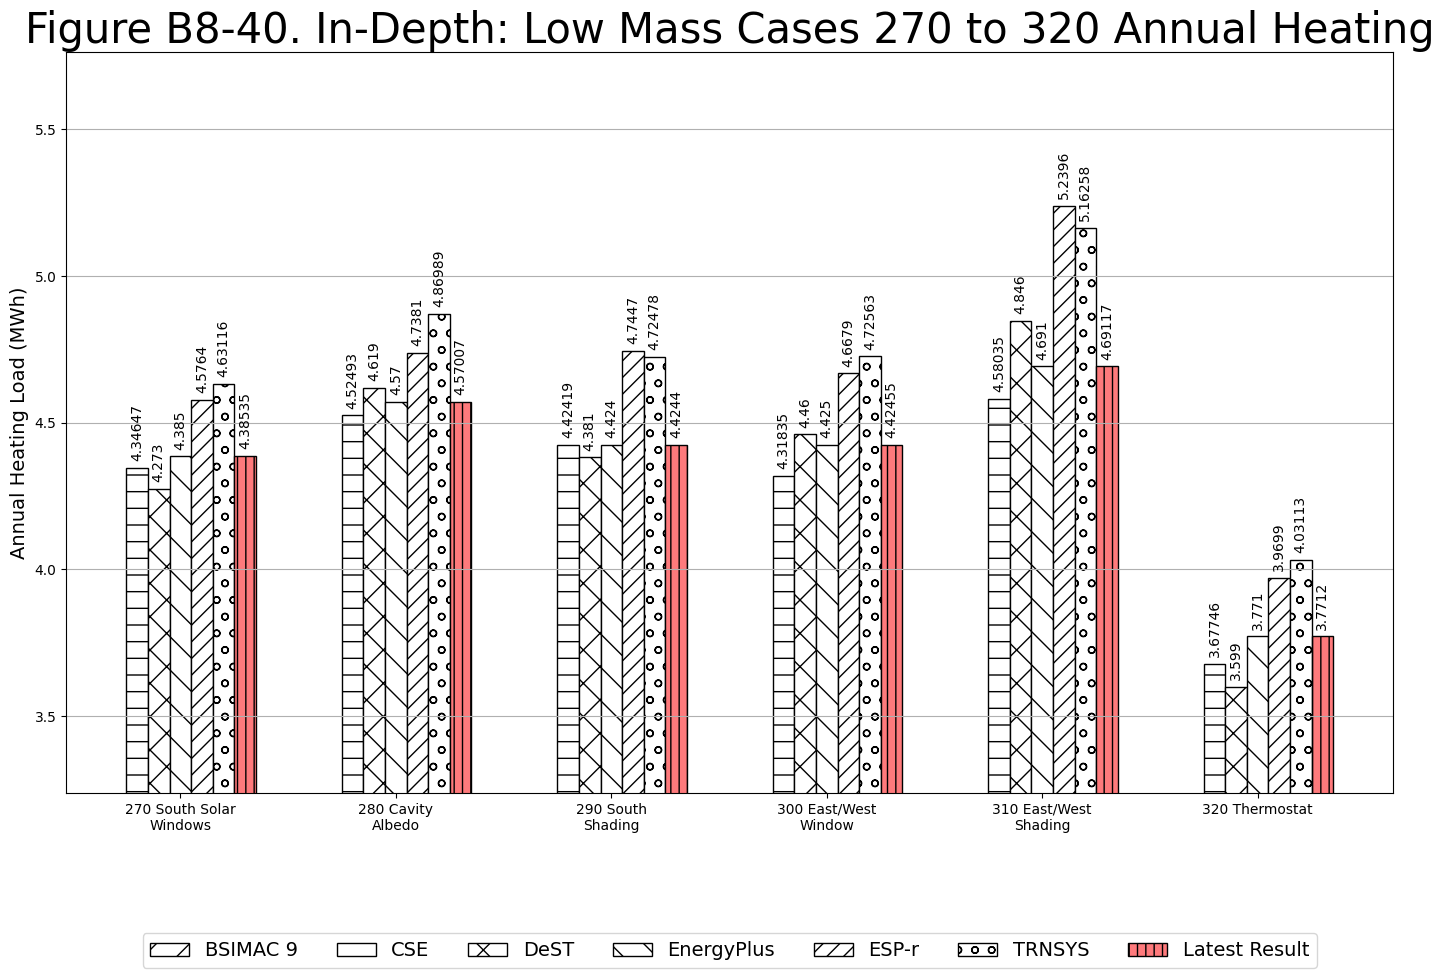 Figure B8-40. In-Depth: Low Mass Cases 270 to 320 Annual Heating
Annual Heating Load (MWh)
5.5
5.0
4.5
4.0
3.5
4.34647
4.273
4.385
4.5764
4.63116
4.38535
4.52493
4.619
4.57
4.7381
4.86989
4.57007
4.42419
4.381
4.424
4.7447
4.72478
4.4244
4.31835
4.46
4.425
4.6679
4.72563
4.42455
4.58035
4.846
4.691
5.2396
5.16258
4.69117
3.67746
3.599
3.771
3.9699
4.03113
3.7712
270 South Solar
Windows
280 Cavity
Albedo
290 South
Shading
300 East/West
Window
310 East/West
Shading
320 Thermostat
BSIMAC 9
CSE
DeST
EnergyPlus
ESP-r
TRNSYS
Latest Result